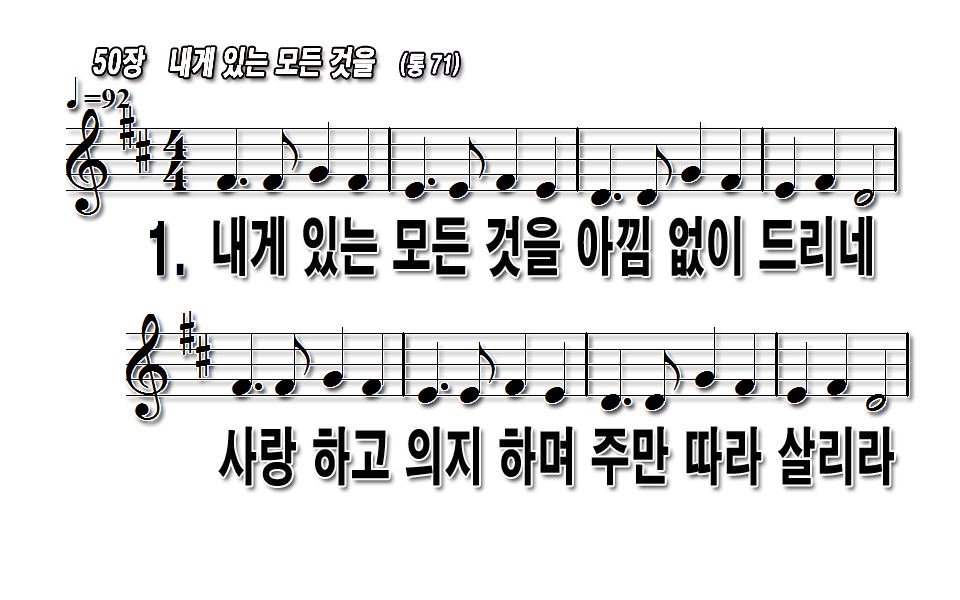 50장 내게 있는 모든 것을 (통 71)
♩=92
4/4
1. 내게 있는 모든 것을 아낌 없이 드리네
사랑 하고 의지 하며 주만 따라 살리라